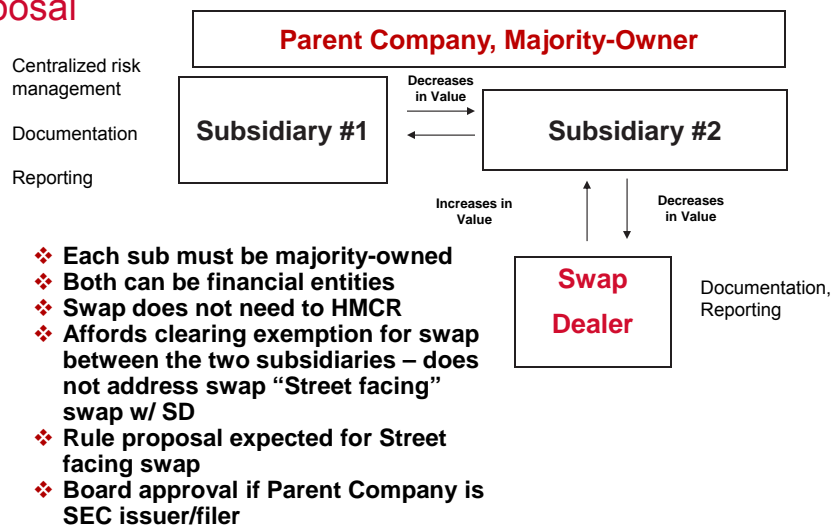 Parent Company, Majority-Owner
Centralized risk
management
Documentation
Reporting
Subsidiary #1
Decreases
in Value
Subsidiary #2
Increases in
Value
Decreases
in Value
Swap
Dealer
Documentation,
Reporting
❖ Each sub must be majority-owned
❖ Both can be financial entities
❖ Swap does not need to HMCR
❖ Affords clearing exemption for swap
between the two subsidiaries – does
not address swap “Street facing”
swap w/ SD
❖ Rule proposal expected for Street
facing swap
❖ Board approval if Parent Company is
SEC issuer/filer